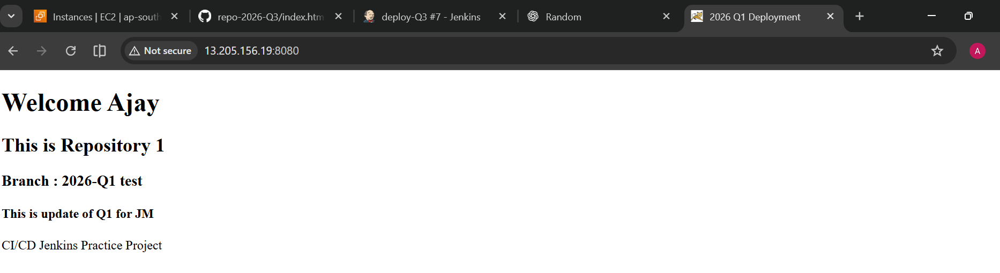 Instances | EC2 | ap-south
repo-2026-Q3/index.htm
deploy-Q3 #7 - Jenkins
Random
2026 Q1 Deployment
Not secure
13.205.156.19:8080
A
Welcome Ajay
This is Repository 1
Branch : 2026-Q1 test
This is update of Q1 for JM
CI/CD Jenkins Practice Project